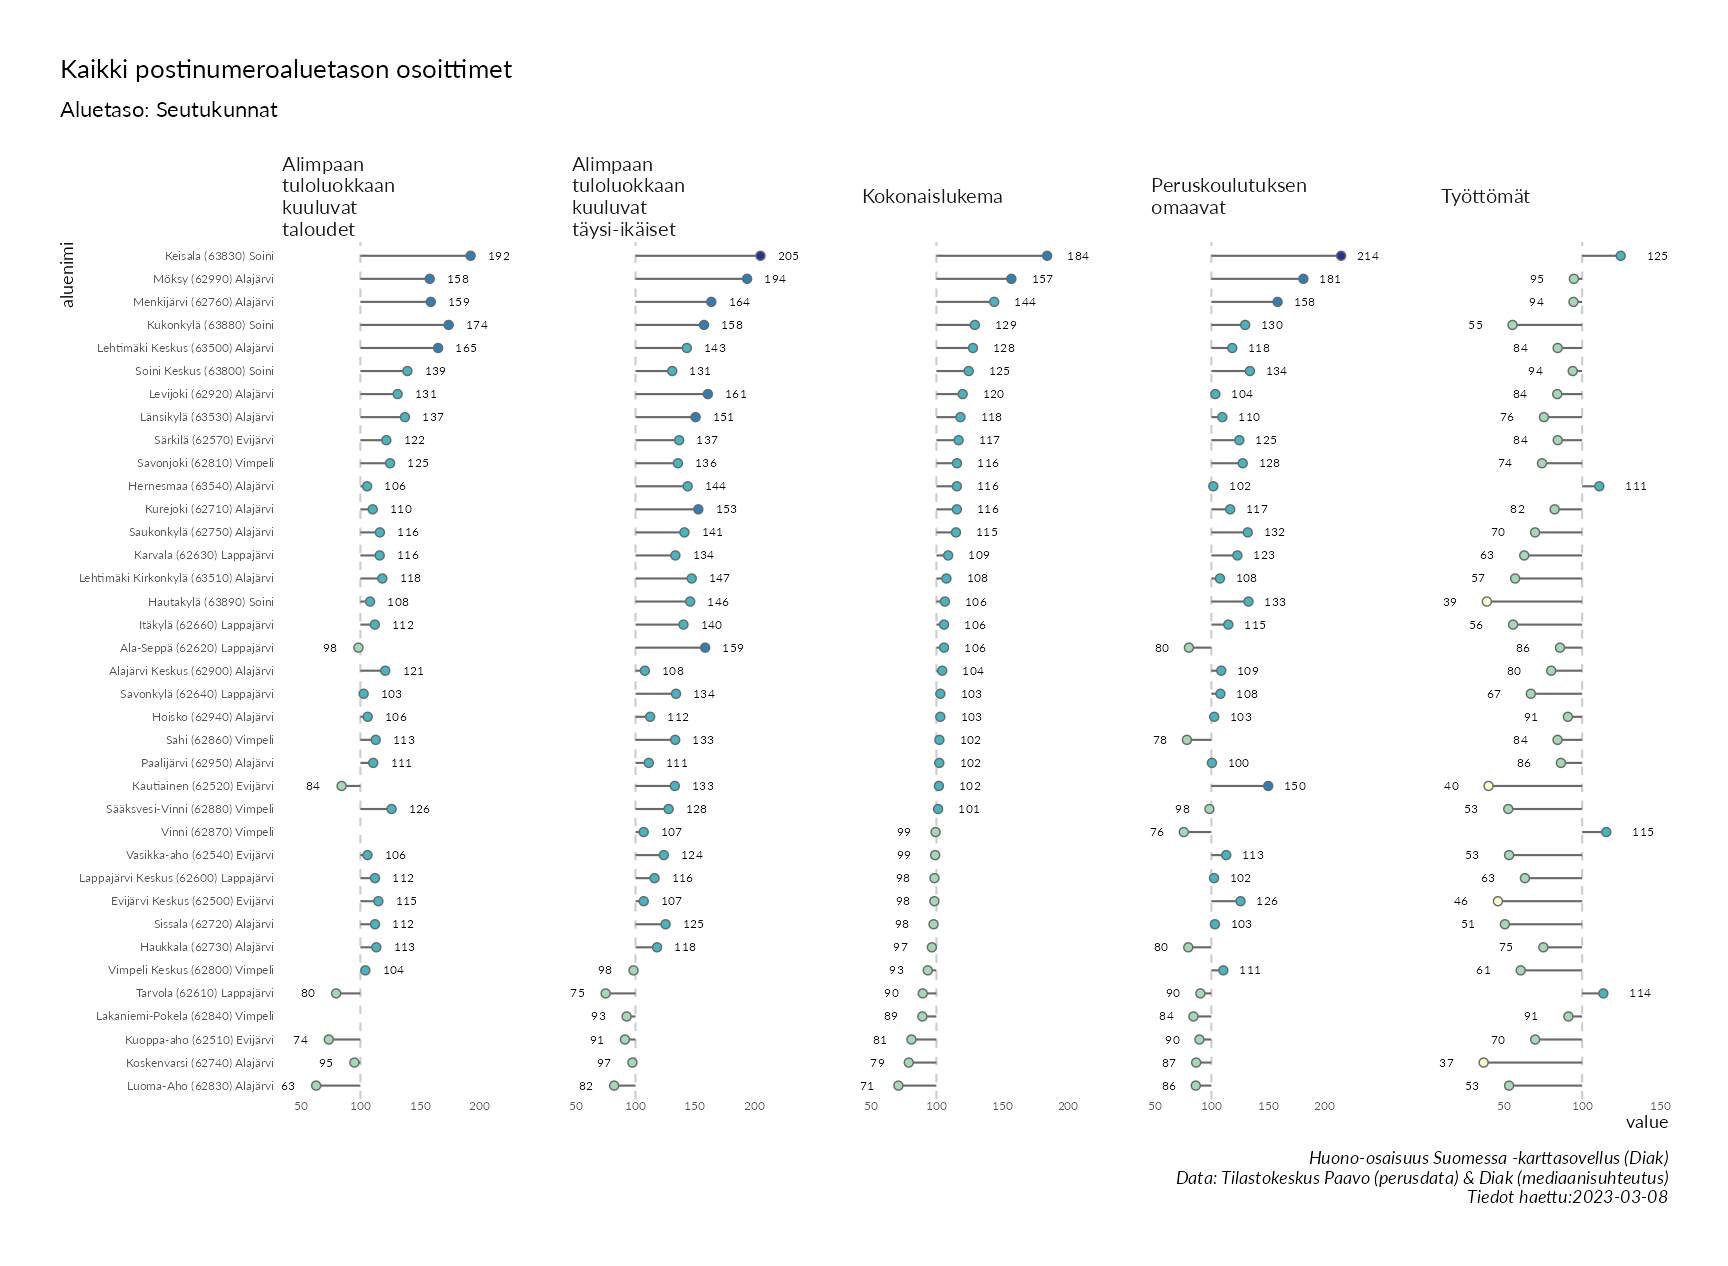 Kaikki postinumeroaluetason osoittimet
Aluetaso: Seutukunnat
Alimpaan
tuloluokkaan
kuuluvat
taloudet
Alimpaan
tuloluokkaan
kuuluvat
täysi-ikäiset
Kokonaislukema
Peruskoulutuksen
omaavat
Työttömät
aluenimi
Keisala (63830) Soini 192 205 184 214 125
Möksy (62990) Alajärvi 158 194 157 181 95
Menkijärvi (62760) Alajärvi 159 164 144 158 94
Kukonkylä (63880) Soini 174 158 129 130 55
Lehtimäki Keskus (63500) Alajärvi 165 143 128 118 84
Soini Keskus (63800) Soini 139 131 125 134 94
Levijoki (62920) Alajärvi 131 161 120 104 84
Länsikylä (63530) Alajärvi 137 151 118 110 76
Särkilä (62570) Evijärvi 122 137 117 125 84
Savonjoki (62810) Vimpeli 125 136 116 128 74
Hernesmaa (63540) Alajärvi 106 144 116 102 111
Kurejoki (62710) Alajärvi 110 153 116 117 82
Saukonkylä (62750) Alajärvi 116 141 115 132 70
Karvala (62630) Lappajärvi 116 134 109 123 63
Lehtimäki Kirkonkylä (63510) Alajärvi 118 147 108 108 57
Hautakylä (63890) Soini 108 146 106 133 39
Itäkylä (62660) Lappajärvi 112 140 106 115 56
Ala-Seppä (62620) Lappajärvi 98 159 106 80 86
Alajärvi Keskus (62900) Alajärvi 121 108 104 109 80
Savonkylä (62640) Lappajärvi 103 134 103 108 67
Hoisko (62940) Alajärvi 106 112 103 103 91
Sahi (62860) Vimpeli 113 133 102 78 84
Paalijärvi (62950) Alajärvi 111 111 102 100 86
Kautiainen (62520) Evijärvi 84 133 102 150 40
Sääksvesi-Vinni (62880) Vimpeli 126 128 101 98 53
Vinni (62870) Vimpeli 107 99 76 115
Vasikka-aho (62540) Evijärvi 106 124 99 113 53
Lappajärvi Keskus (62600) Lappajärvi 112 116 98 102 63
Evijärvi Keskus (62500) Evijärvi 115 107 98 126 46
Sissala (62720) Alajärvi 112 125 98 103 51
Haukkala (62730) Alajärvi 113 118 97 80 75
Vimpeli Keskus (62800) Vimpeli 104 98 93 111 61
Tarvola (62610) Lappajärvi 80 75 90 90 114
Lakaniemi-Pokela (62840) Vimpeli 93 89 84 91
Kuoppa-aho (62510) Evijärvi 74 91 81 90 70
Koskenvarsi (62740) Alajärvi 95 97 79 87 37
Luoma-Aho (62830) Alajärvi 63 82 71 86 53
50 100 150 200 50 100 150 200 50 100 150 200 50 100 150 200 50 100 150
value
Huono-osaisuus Suomessa -karttasovellus (Diak)
Data: Tilastokeskus Paavo (perusdata) & Diak (mediaanisuhteutus)
Tiedot haettu:2023-03-08